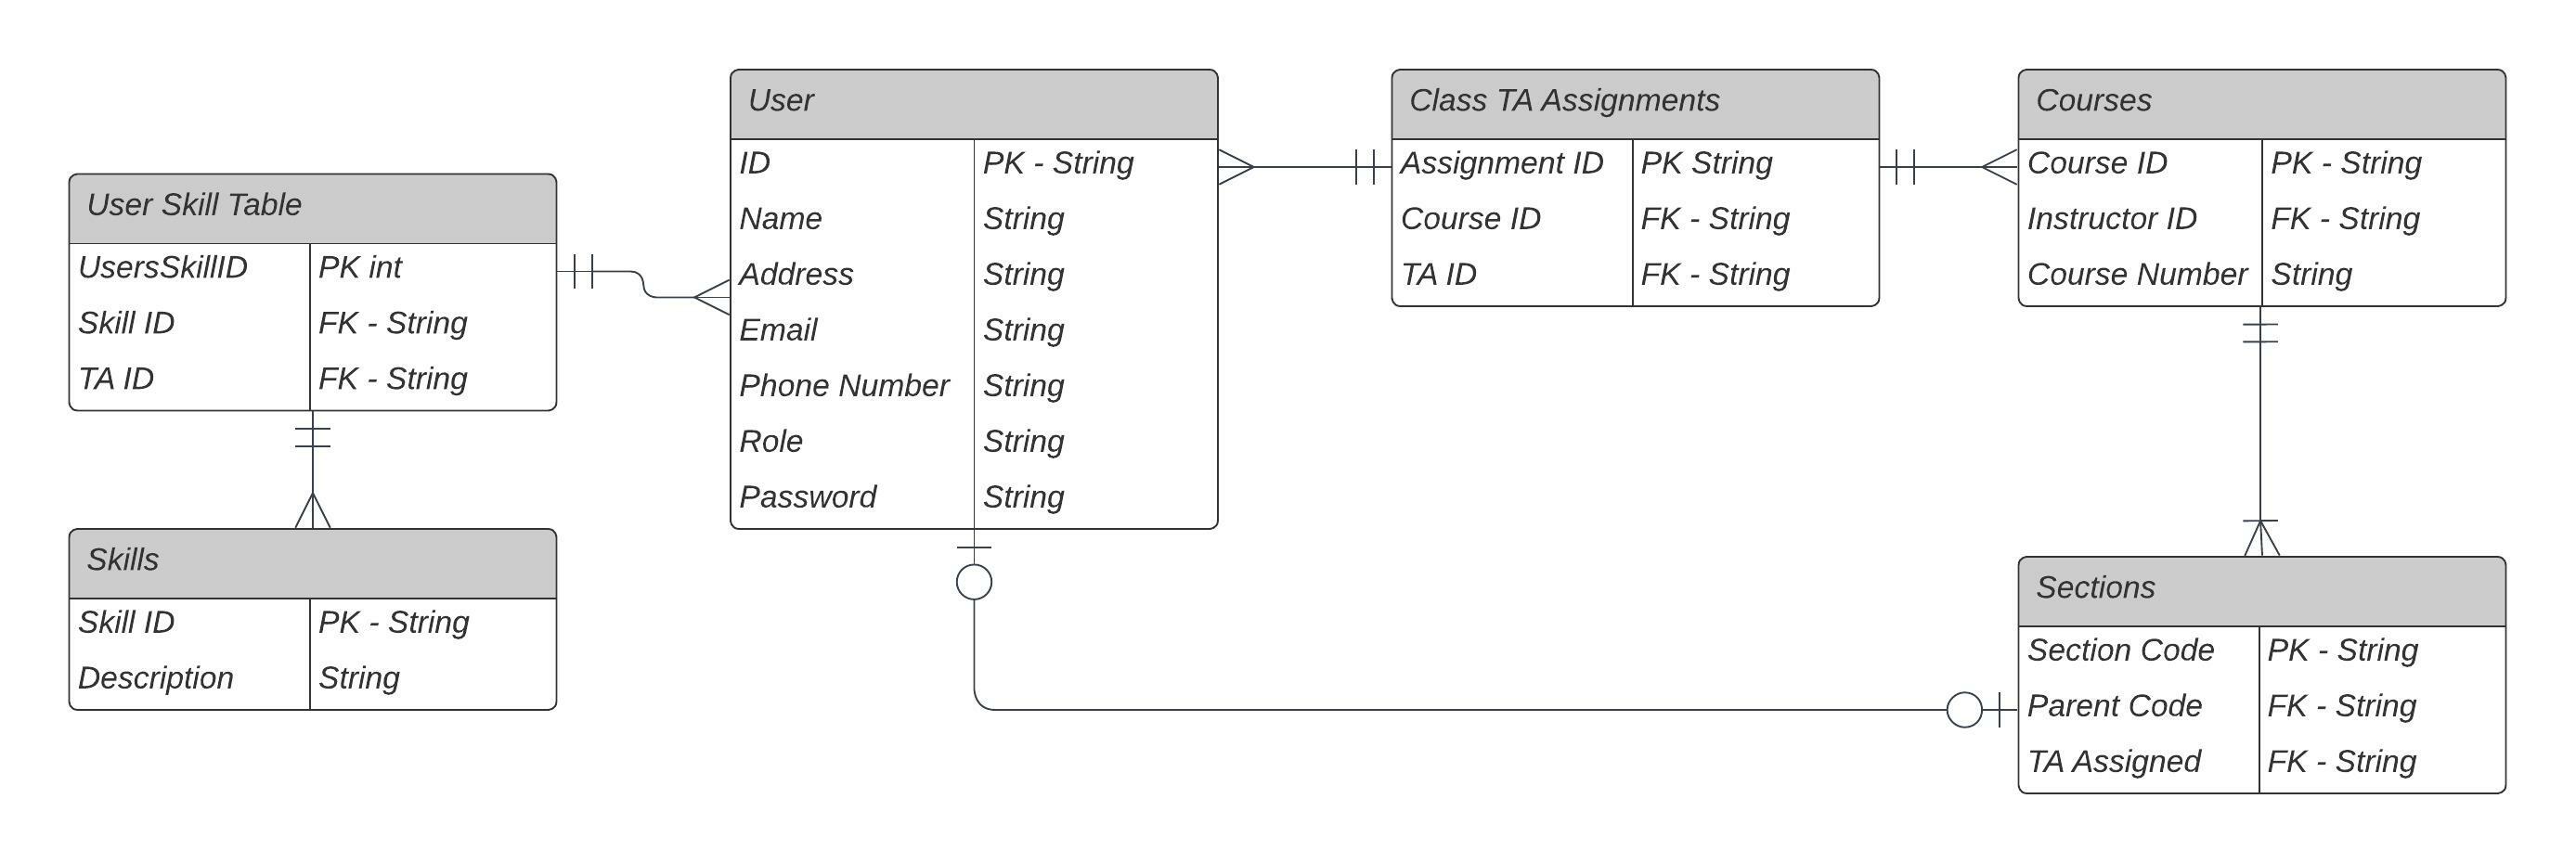 User Skill Table
UsersSkillID PK int
Skill ID FK - String
TA ID FK - String
Skills
Skill ID PK - String
Description String
User
ID PK - String
Name String
Address String
Email String
Phone Number String
Role String
Password String
Class TA Assignments
Assignment ID PK String
Course ID FK - String
TA ID FK - String
Courses
Course ID PK - String
Instructor ID FK - String
Course Number String
Sections
Section Code PK - String
Parent Code FK - String
TA Assigned FK - String